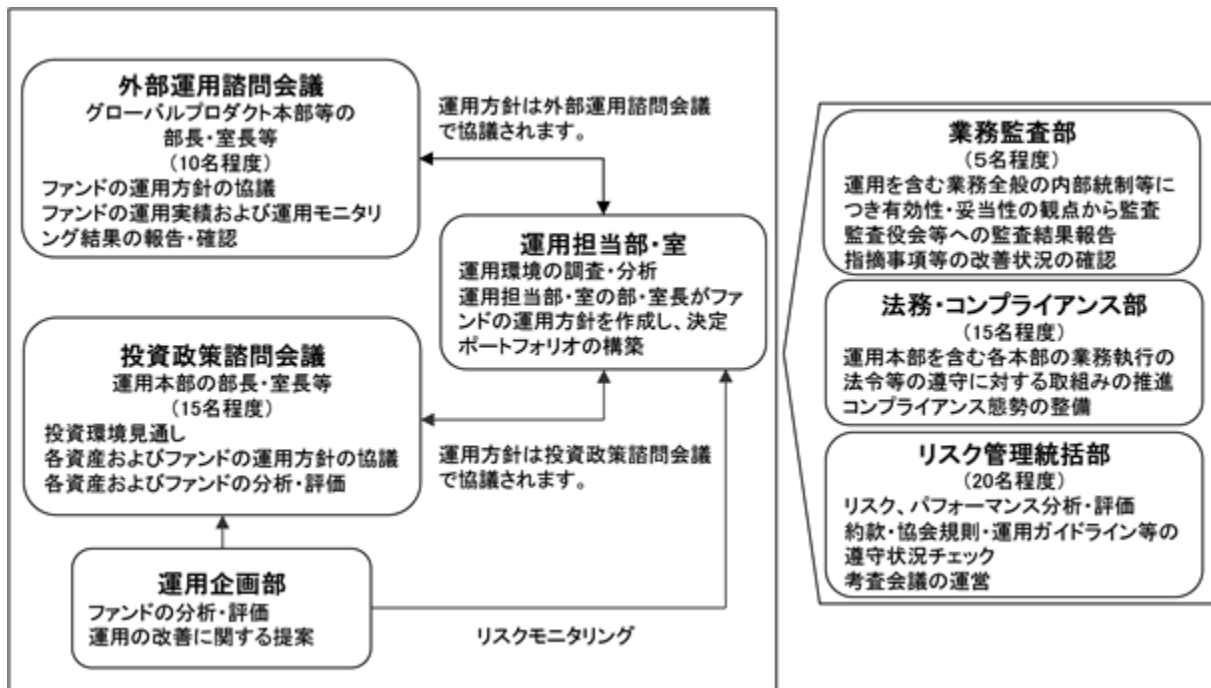 外部運用諮問会議
グローバルプロダクト本部等の
部長・室長等
(10名程度)
ファンドの運用方針の協議
ファンドの運用実績および運用モニタリ
ング結果の報告・確認
運用方針は外部運用諮問会議
で協議されます。
運用担当部・室
運用環境の調査・分析
運用担当部・室の部・室長がファ
ンドの運用方針を作成し、決定
ポートフォリオの構築
投資政策諮問会議
運用本部の部長・室長等
(15名程度)
投資環境見通し
各資産およびファンドの運用方針の協議
各資産およびファンドの分析・評価
運用方針は投資政策諮問会議
で協議されます。
運用企画部
ファンドの分析・評価
運用の改善に関する提案
リスクモニタリング
業務監査部
(5名程度)
運用を含む業務全般の内部統制等に
つき有効性・妥当性の観点から監査
監査役会等への監査結果報告
指摘事項等の改善状況の確認
法務・コンプライアンス部
(15名程度)
運用本部を含む各本部の業務執行の
法令等の遵守に対する取組みの推進
コンプライアンス態勢の整備
リスク管理統括部
(20名程度)
リスク、パフォーマンス分析・評価
約款・協会規則・運用ガイドライン等の
遵守状況チェック
考査会議の運営